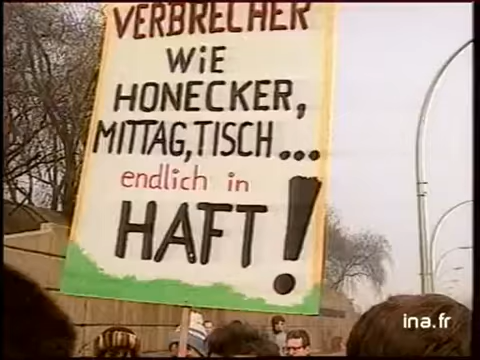 VERBRECHER
WiE
HONECKER,
MITTAG,TISCH...
endlich in
HAFT!
ina.fr